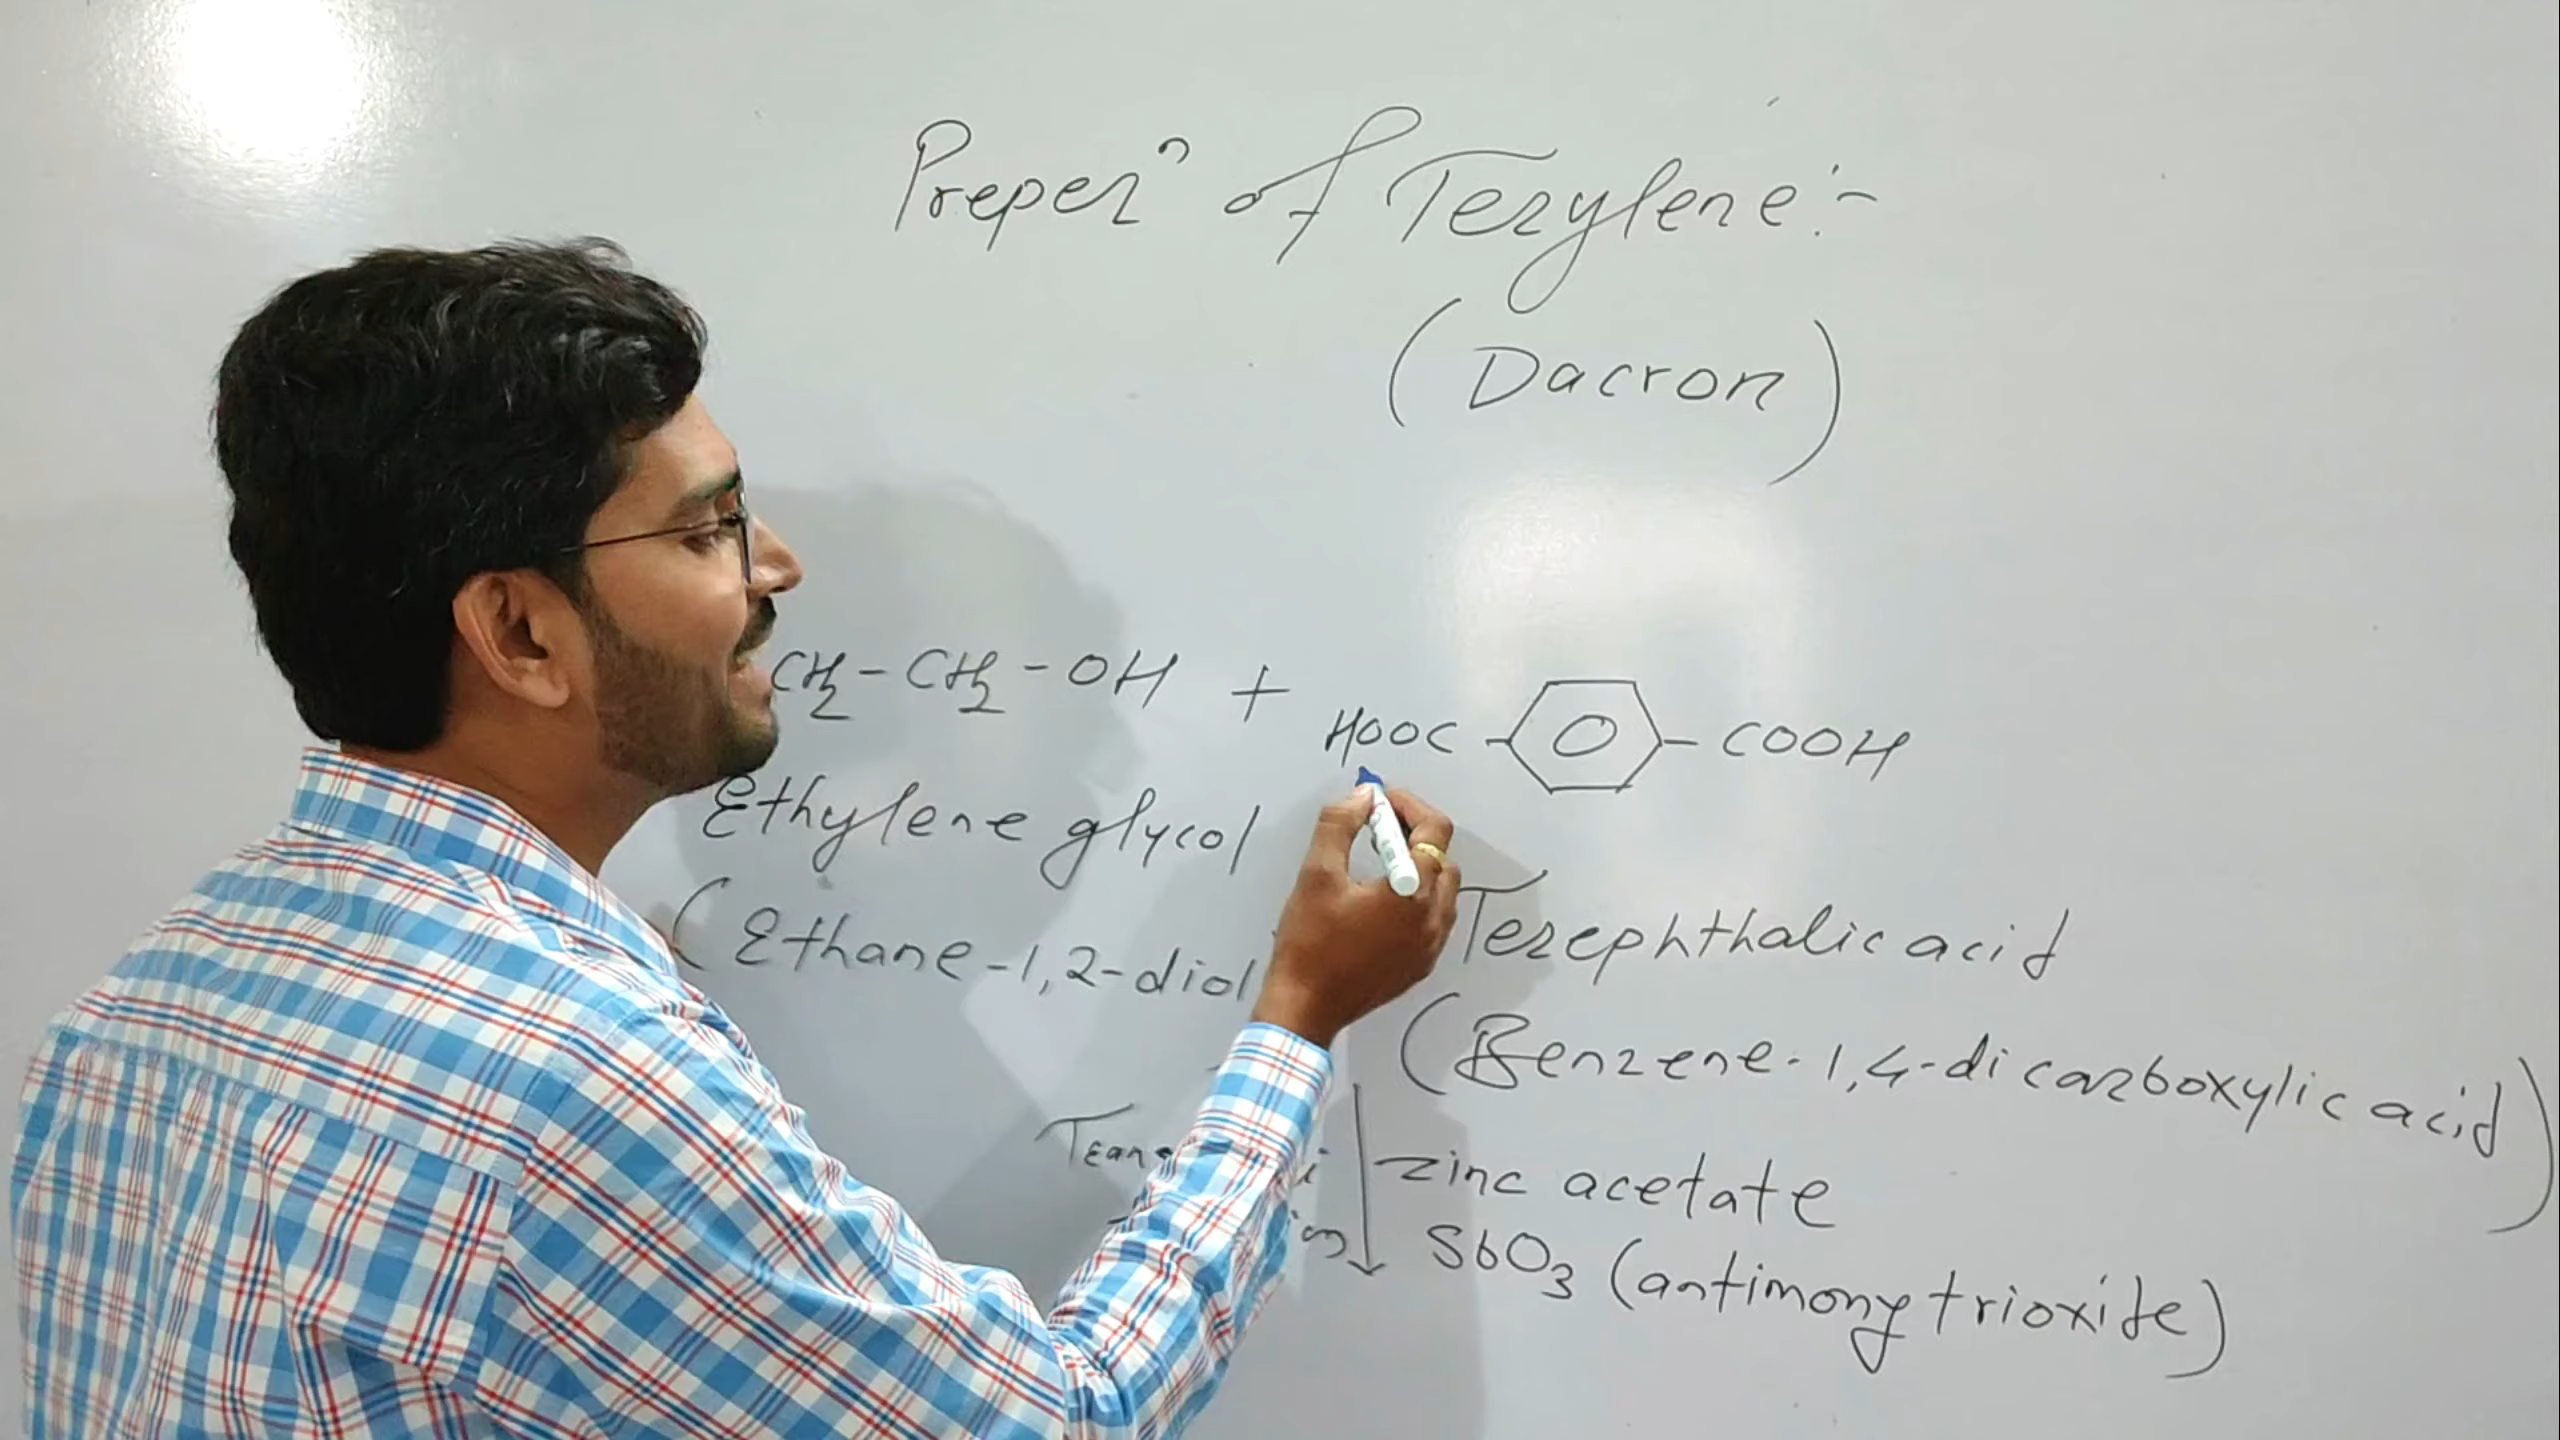 Preperⁿ of Terylene:-
(Dacron)
CH₂-CH₂-OH + HOOC-COOH
Ethylene glycol
Terephthalic acid
(Ethane-1,2-diol
(Benzene-1,4-dicarboxylic acid)
zinc acetate
SbO₃ (antimony trioxide)